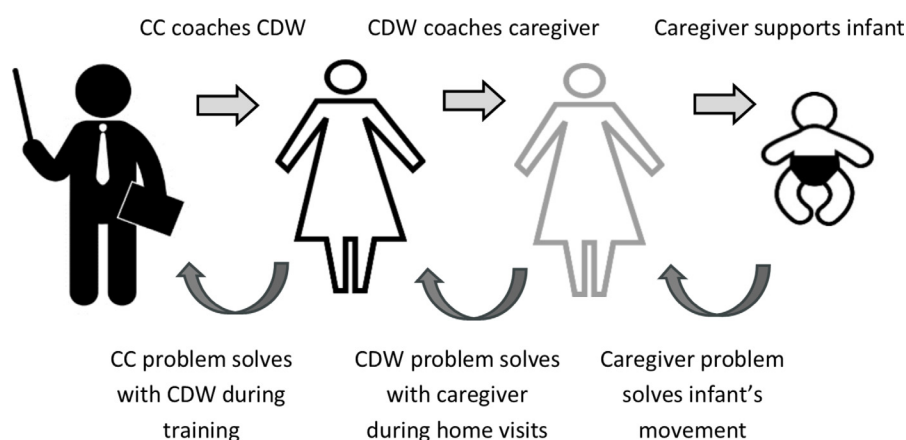 CC coaches CDW
CDW coaches caregiver
Caregiver supports infant
CC problem solves
with CDW during
training
CDW problem solves
with caregiver
during home visits
Caregiver problem
solves infant’s
movement